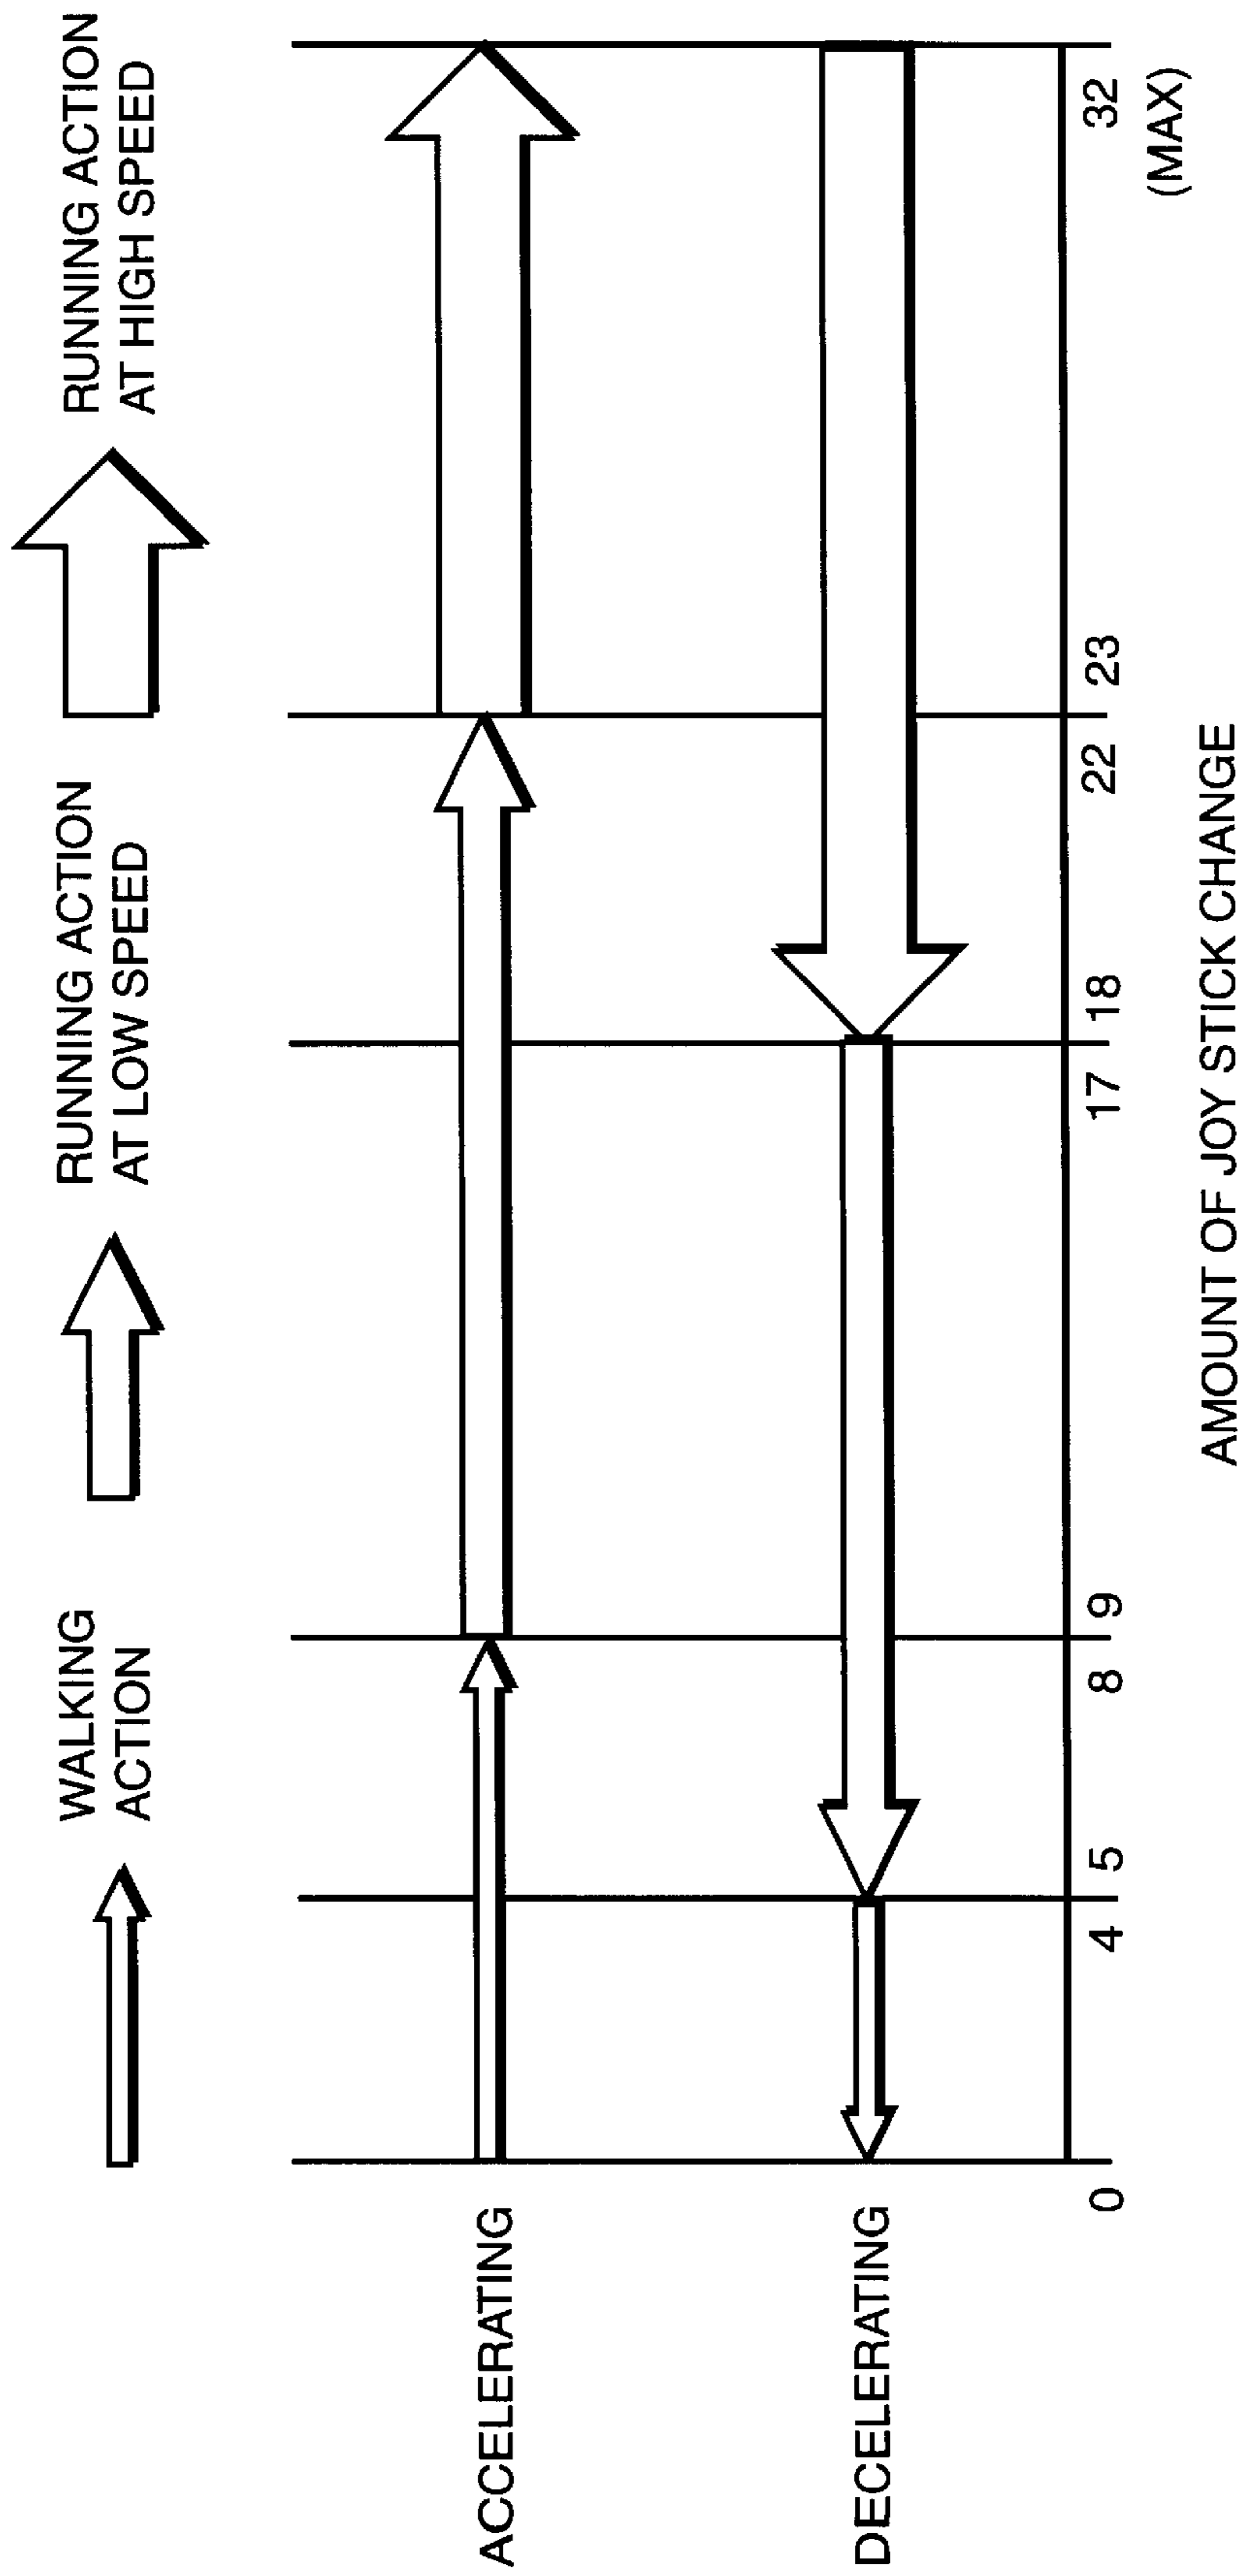 WALKING
ACTION
RUNNING ACTION
AT LOW SPEED
RUNNING ACTION
AT HIGH SPEED
ACCELERATING
DECELERATING
0 4 5 8 9 17 18 22 23 32
(MAX)
AMOUNT OF JOY STICK CHANGE